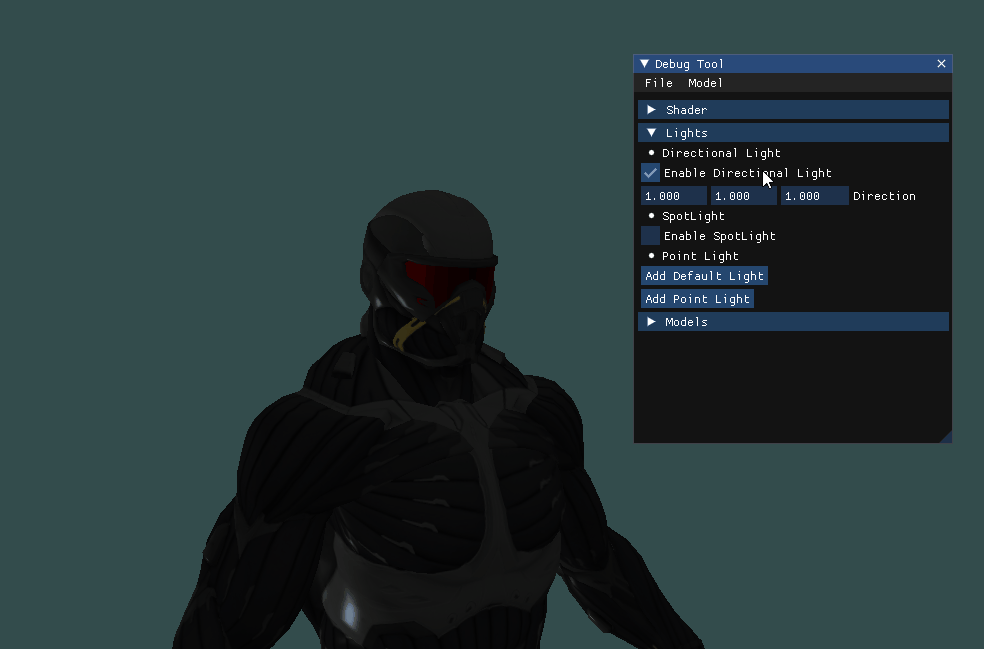 Debug Tool
File Model
Shader
Lights
Directional Light
Enable Directional Light
1.000 1.000 1.000 Direction
SpotLight
Enable SpotLight
Point Light
Add Default Light
Add Point Light
Models